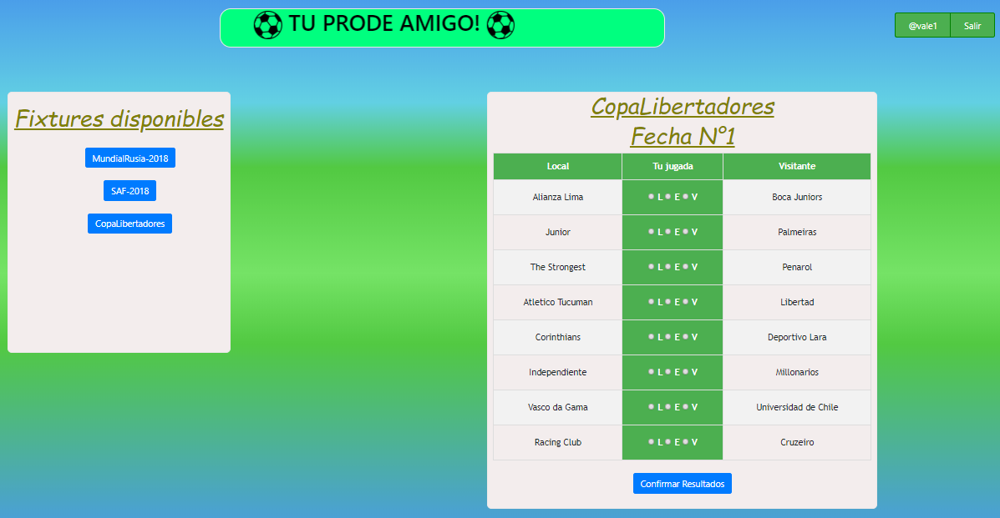 TU PRODE AMIGO!
@vale1 Salir
Fixtures disponibles
MundialRusia-2018
SAF-2018
CopaLibertadores
CopaLibertadores
Fecha N°1
Local Tu jugada Visitante
Alianza Lima L E V Boca Juniors
Junior L E V Palmeiras
The Strongest L E V Penarol
Atletico Tucuman L E V Libertad
Corinthians L E V Deportivo Lara
Independiente L E V Millonarios
Vasco da Gama L E V Universidad de Chile
Racing Club L E V Cruzeiro
Confirmar Resultados